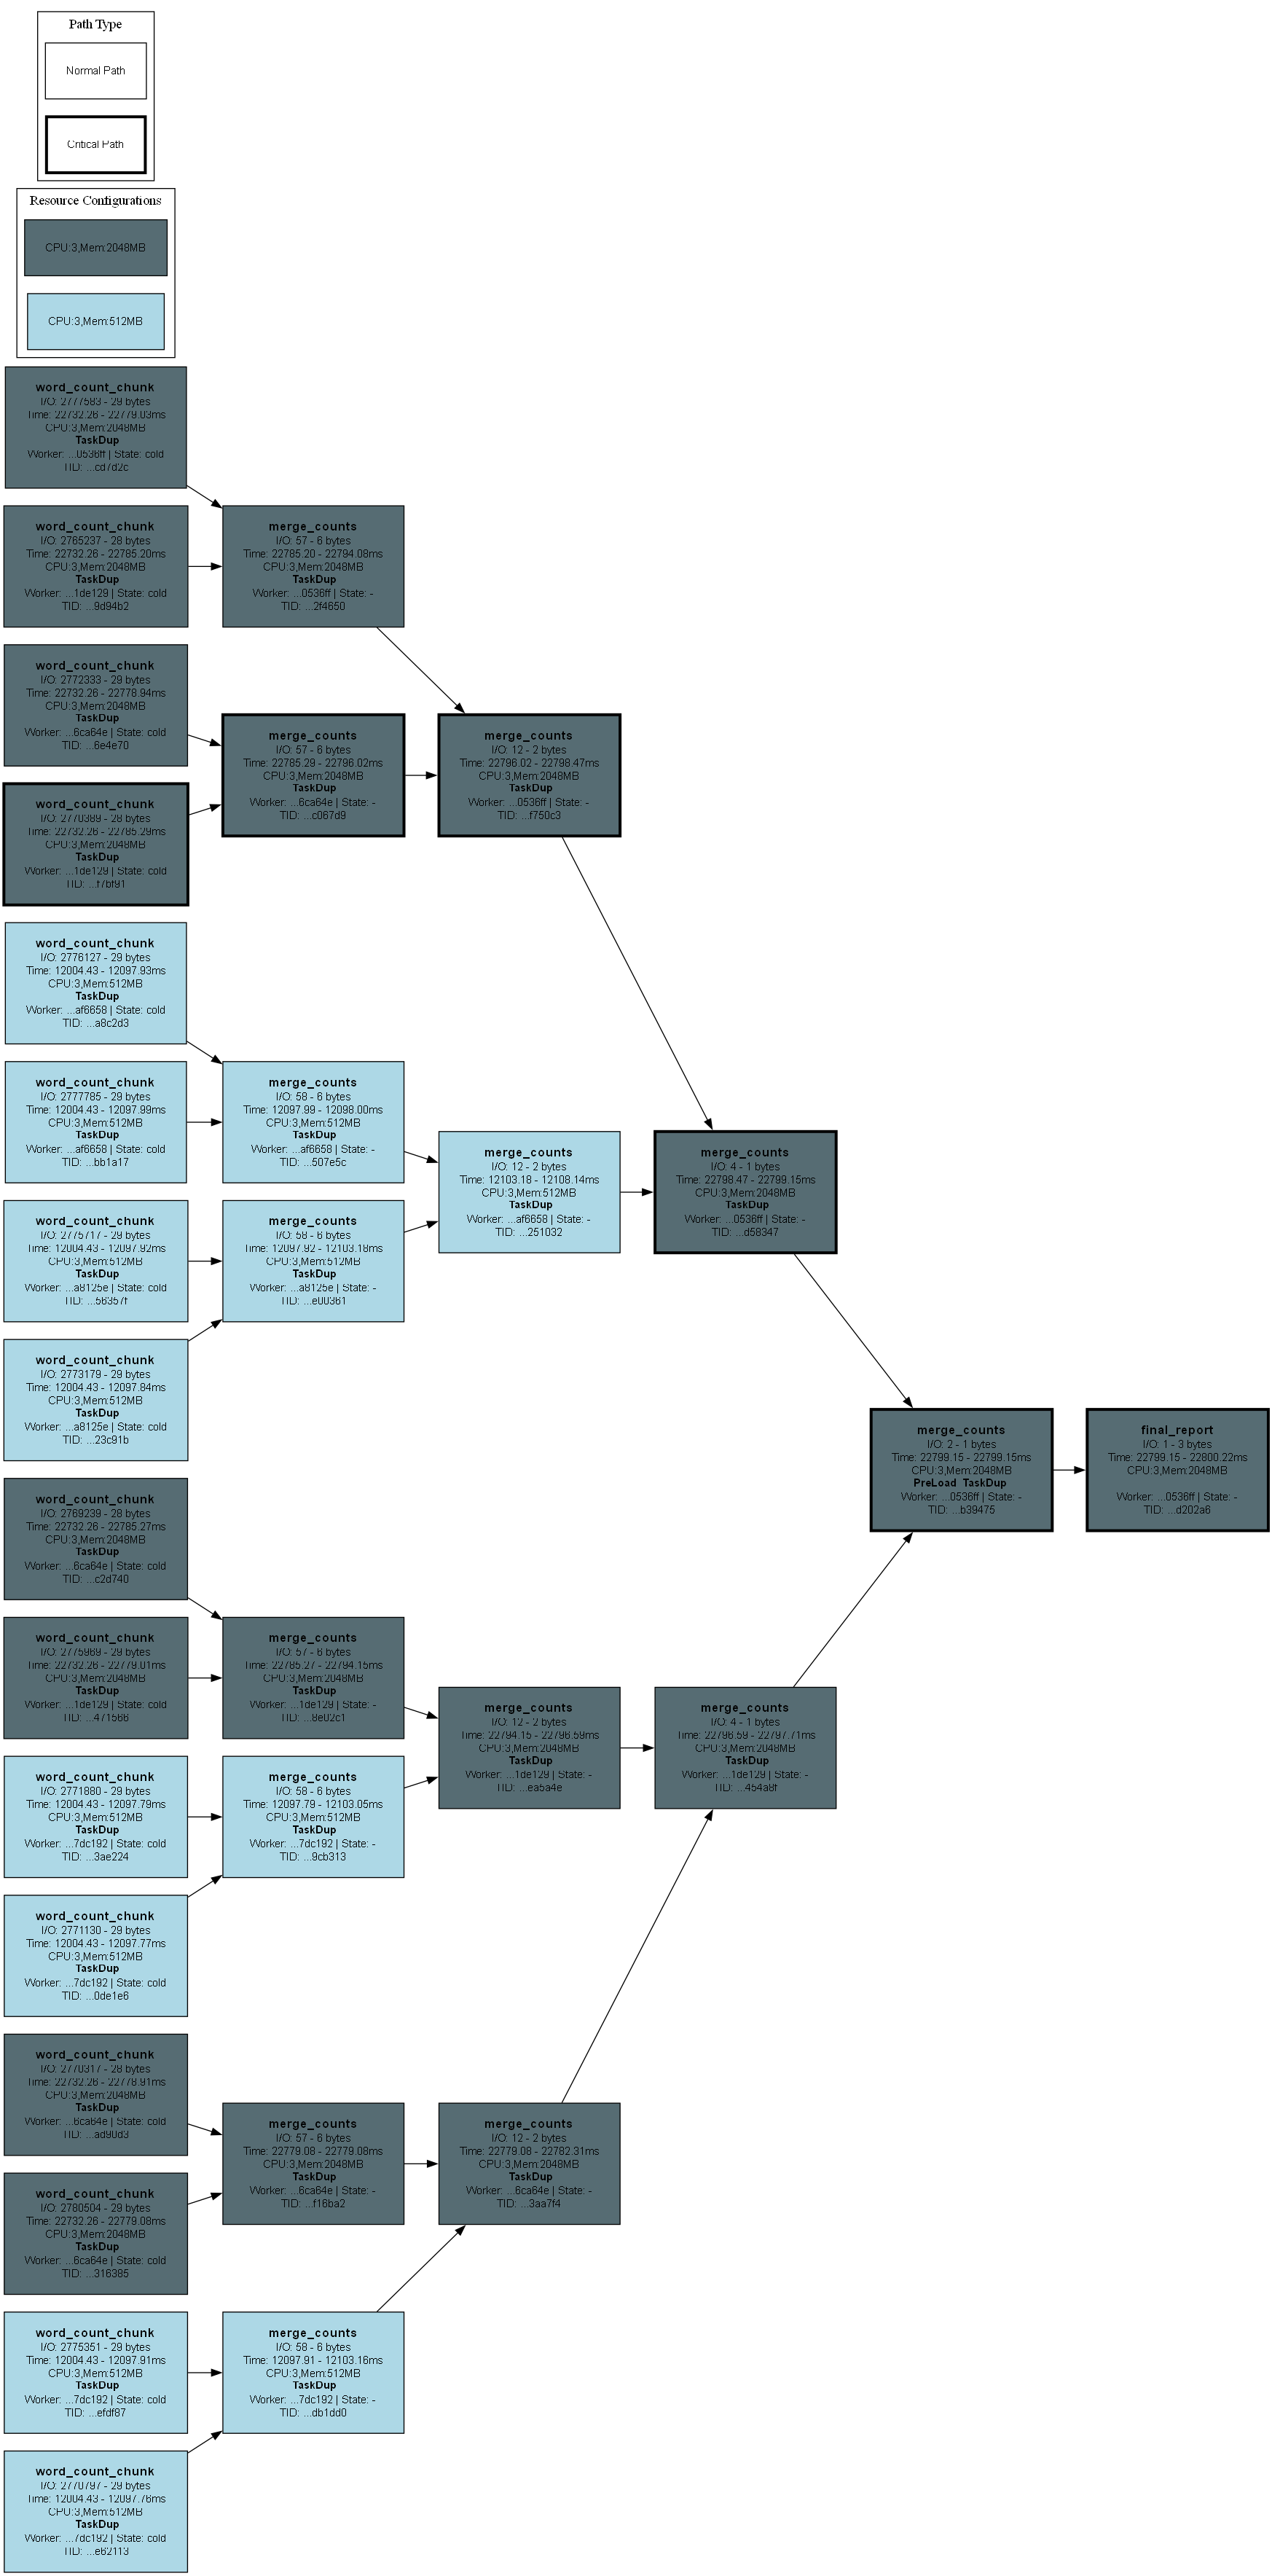 Path Type
Normal Path
Critical Path
Resource Configurations
CPU:3,Mem:2048MB
CPU:3,Mem:512MB
word_count_chunk
I/O: 2777583 - 29 bytes
Time: 22732.26 - 22779.03ms
CPU:3,Mem:2048MB
TaskDup
Worker: ...0536ff | State: cold
TID: ...cd7d2c
word_count_chunk
I/O: 2765237 - 28 bytes
Time: 22732.26 - 22785.20ms
CPU:3,Mem:2048MB
TaskDup
Worker: ...1de129 | State: cold
TID: ...9d94b2
merge_counts
I/O: 57 - 6 bytes
Time: 22785.20 - 22794.08ms
CPU:3,Mem:2048MB
TaskDup
Worker: ...0536ff | State: -
TID: ...2f4650
word_count_chunk
I/O: 2772333 - 29 bytes
Time: 22732.26 - 22778.94ms
CPU:3,Mem:2048MB
TaskDup
Worker: ...6ca64e | State: cold
TID: ...6e4e70
merge_counts
I/O: 57 - 6 bytes
Time: 22785.29 - 22796.02ms
CPU:3,Mem:2048MB
TaskDup
Worker: ...6ca64e | State: -
TID: ...c067d9
merge_counts
I/O: 12 - 2 bytes
Time: 22796.02 - 22798.47ms
CPU:3,Mem:2048MB
TaskDup
Worker: ...0536ff | State: -
TID: ...f750c3
word_count_chunk
I/O: 2770389 - 28 bytes
Time: 22732.26 - 22785.29ms
CPU:3,Mem:2048MB
TaskDup
Worker: ...1de129 | State: cold
TID: ...f7bf91
word_count_chunk
I/O: 2776127 - 29 bytes
Time: 12004.43 - 12097.93ms
CPU:3,Mem:512MB
TaskDup
Worker: ...af6658 | State: cold
TID: ...a8c2d3
word_count_chunk
I/O: 2777785 - 29 bytes
Time: 12004.43 - 12097.99ms
CPU:3,Mem:512MB
TaskDup
Worker: ...af6658 | State: cold
TID: ...bb1a17
merge_counts
I/O: 58 - 6 bytes
Time: 12097.99 - 12098.00ms
CPU:3,Mem:512MB
TaskDup
Worker: ...af6658 | State: -
TID: ...507e5c
merge_counts
I/O: 12 - 2 bytes
Time: 12103.18 - 12108.14ms
CPU:3,Mem:512MB
TaskDup
Worker: ...af6658 | State: -
TID: ...251032
merge_counts
I/O: 4 - 1 bytes
Time: 22798.47 - 22799.15ms
CPU:3,Mem:2048MB
TaskDup
Worker: ...0536ff | State: -
TID: ...d58347
word_count_chunk
I/O: 2775717 - 29 bytes
Time: 12004.43 - 12097.92ms
CPU:3,Mem:512MB
TaskDup
Worker: ...a8125e | State: cold
TID: ...56357f
merge_counts
I/O: 58 - 6 bytes
Time: 12097.92 - 12103.18ms
CPU:3,Mem:512MB
TaskDup
Worker: ...a8125e | State: -
TID: ...e00361
word_count_chunk
I/O: 2773179 - 29 bytes
Time: 12004.43 - 12097.84ms
CPU:3,Mem:512MB
TaskDup
Worker: ...a8125e | State: cold
TID: ...23c91b
merge_counts
I/O: 2 - 1 bytes
Time: 22799.15 - 22799.15ms
CPU:3,Mem:2048MB
PreLoad TaskDup
Worker: ...0536ff | State: -
TID: ...b39475
final_report
I/O: 1 - 3 bytes
Time: 22799.15 - 22800.22ms
CPU:3,Mem:2048MB
Worker: ...0536ff | State: -
TID: ...d202a6
word_count_chunk
I/O: 2769239 - 28 bytes
Time: 22732.26 - 22785.27ms
CPU:3,Mem:2048MB
TaskDup
Worker: ...6ca64e | State: cold
TID: ...c2d740
word_count_chunk
I/O: 2775969 - 29 bytes
Time: 22732.26 - 22779.01ms
CPU:3,Mem:2048MB
TaskDup
Worker: ...1de129 | State: cold
TID: ...471566
merge_counts
I/O: 57 - 6 bytes
Time: 22785.27 - 22794.15ms
CPU:3,Mem:2048MB
TaskDup
Worker: ...1de129 | State: -
TID: ...8e02c1
merge_counts
I/O: 12 - 2 bytes
Time: 22794.15 - 22796.59ms
CPU:3,Mem:2048MB
TaskDup
Worker: ...1de129 | State: -
TID: ...ea5a4e
merge_counts
I/O: 4 - 1 bytes
Time: 22796.59 - 22797.71ms
CPU:3,Mem:2048MB
TaskDup
Worker: ...1de129 | State: -
TID: ...454a8f
word_count_chunk
I/O: 2771880 - 29 bytes
Time: 12004.43 - 12097.79ms
CPU:3,Mem:512MB
TaskDup
Worker: ...7dc192 | State: cold
TID: ...3ae224
merge_counts
I/O: 58 - 6 bytes
Time: 12097.79 - 12103.05ms
CPU:3,Mem:512MB
TaskDup
Worker: ...7dc192 | State: -
TID: ...9cb313
word_count_chunk
I/O: 2771130 - 29 bytes
Time: 12004.43 - 12097.77ms
CPU:3,Mem:512MB
TaskDup
Worker: ...7dc192 | State: cold
TID: ...0de1e6
word_count_chunk
I/O: 2770317 - 28 bytes
Time: 22732.26 - 22778.91ms
CPU:3,Mem:2048MB
TaskDup
Worker: ...6ca64e | State: cold
TID: ...ad90d3
merge_counts
I/O: 57 - 6 bytes
Time: 22779.08 - 22779.08ms
CPU:3,Mem:2048MB
TaskDup
Worker: ...6ca64e | State: -
TID: ...f16ba2
merge_counts
I/O: 12 - 2 bytes
Time: 22779.08 - 22782.31ms
CPU:3,Mem:2048MB
TaskDup
Worker: ...6ca64e | State: -
TID: ...3aa7f4
word_count_chunk
I/O: 2780504 - 29 bytes
Time: 22732.26 - 22779.08ms
CPU:3,Mem:2048MB
TaskDup
Worker: ...6ca64e | State: cold
TID: ...316385
word_count_chunk
I/O: 2775351 - 29 bytes
Time: 12004.43 - 12097.91ms
CPU:3,Mem:512MB
TaskDup
Worker: ...7dc192 | State: cold
TID: ...efdf87
merge_counts
I/O: 58 - 6 bytes
Time: 12097.91 - 12103.16ms
CPU:3,Mem:512MB
TaskDup
Worker: ...7dc192 | State: -
TID: ...db1dd0
word_count_chunk
I/O: 2770797 - 29 bytes
Time: 12004.43 - 12097.76ms
CPU:3,Mem:512MB
TaskDup
Worker: ...7dc192 | State: cold
TID: ...e62113